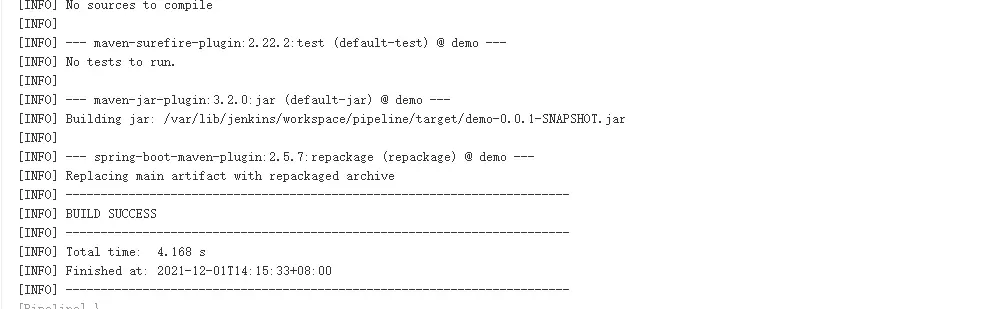 [INFO] No sources to compile
[INFO]
[INFO] --- maven-surefire-plugin:2.22.2:test (default-test) @ demo ---
[INFO] No tests to run.
[INFO]
[INFO] --- maven-jar-plugin:3.2.0:jar (default-jar) @ demo ---
[INFO] Building jar: /var/lib/jenkins/workspace/pipeline/target/demo-0.0.1-SNAPSHOT.jar
[INFO]
[INFO] --- spring-boot-maven-plugin:2.5.7:repackage (repackage) @ demo ---
[INFO] Replacing main artifact with repackaged archive
[INFO] ------------------------------------------------------------------------
[INFO] BUILD SUCCESS
[INFO] ------------------------------------------------------------------------
[INFO] Total time:  4.168 s
[INFO] Finished at: 2021-12-01T14:15:33+08:00
[INFO] ------------------------------------------------------------------------
[Pipeline] }